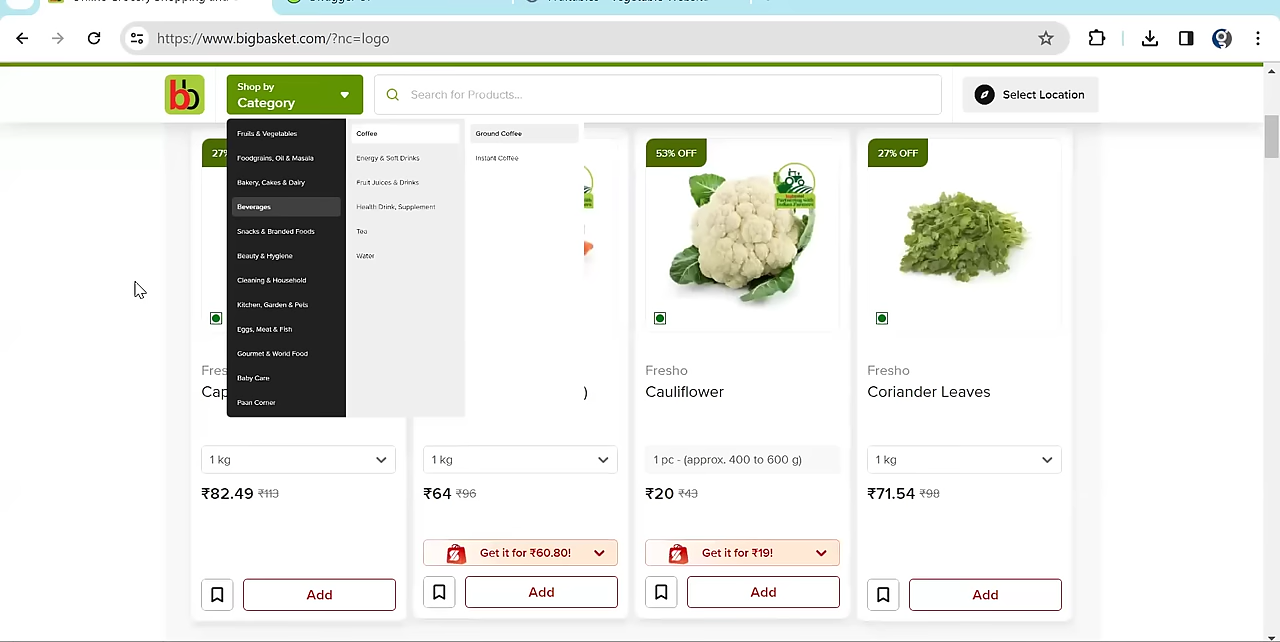 https://www.bigbasket.com/?nc=logo
bb
Shop by
Category
Search for Products...
Select Location
Fruits & Vegetables
Foodgrains, Oil & Masala
Bakery, Cakes & Dairy
Beverages
Snacks & Branded Foods
Beauty & Hygiene
Cleaning & Household
Kitchen, Garden & Pets
Eggs, Meat & Fish
Gourmet & World Food
Baby Care
Paan Corner
Coffee
Energy & Soft Drinks
Fruit Juices & Drinks
Health Drink, Supplement
Tea
Water
Ground Coffee
Instant Coffee
27%
53% OFF
27% OFF
Fres
Cap
)
Fresho
Cauliflower
Fresho
Coriander Leaves
1 kg
1 kg
1 pc - (approx. 400 to 600 g)
1 kg
₹82.49 ₹113
₹64 ₹96
₹20 ₹43
₹71.54 ₹98
Get it for ₹60.80!
Get it for ₹19!
Add
Add
Add
Add